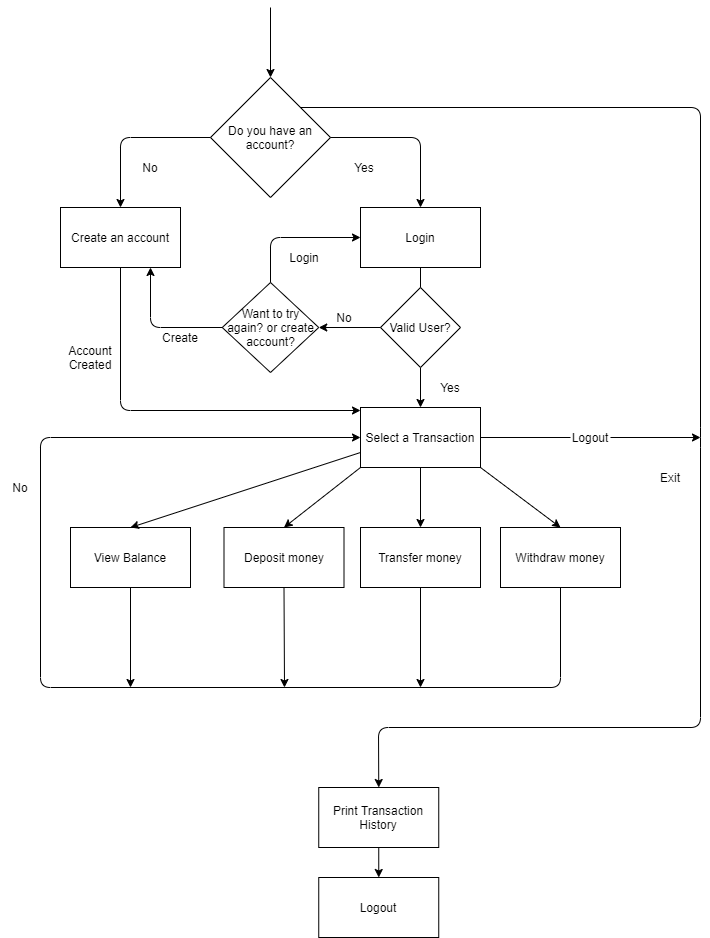 Do you have an
account?
No
Yes
Create an account
Login
Login
Want to try
again? or create
account?
No
Valid User?
Create
Account
Created
Yes
Select a Transaction
Logout
No
Exit
View Balance
Deposit money
Transfer money
Withdraw money
Print Transaction
History
Logout